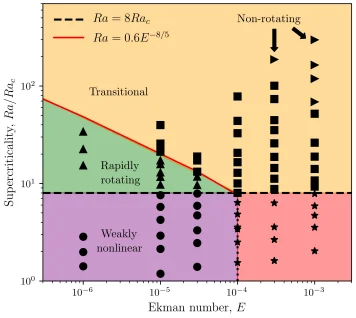 Ra = 8Ra_c
Ra = 0.6E^{-8/5}
Non-rotating
Transitional
Rapidly
rotating
Weakly
nonlinear
Supercriticality, Ra/Ra_c
10^2
10^1
10^0
10^{-6} 10^{-5} 10^{-4} 10^{-3}
Ekman number, E